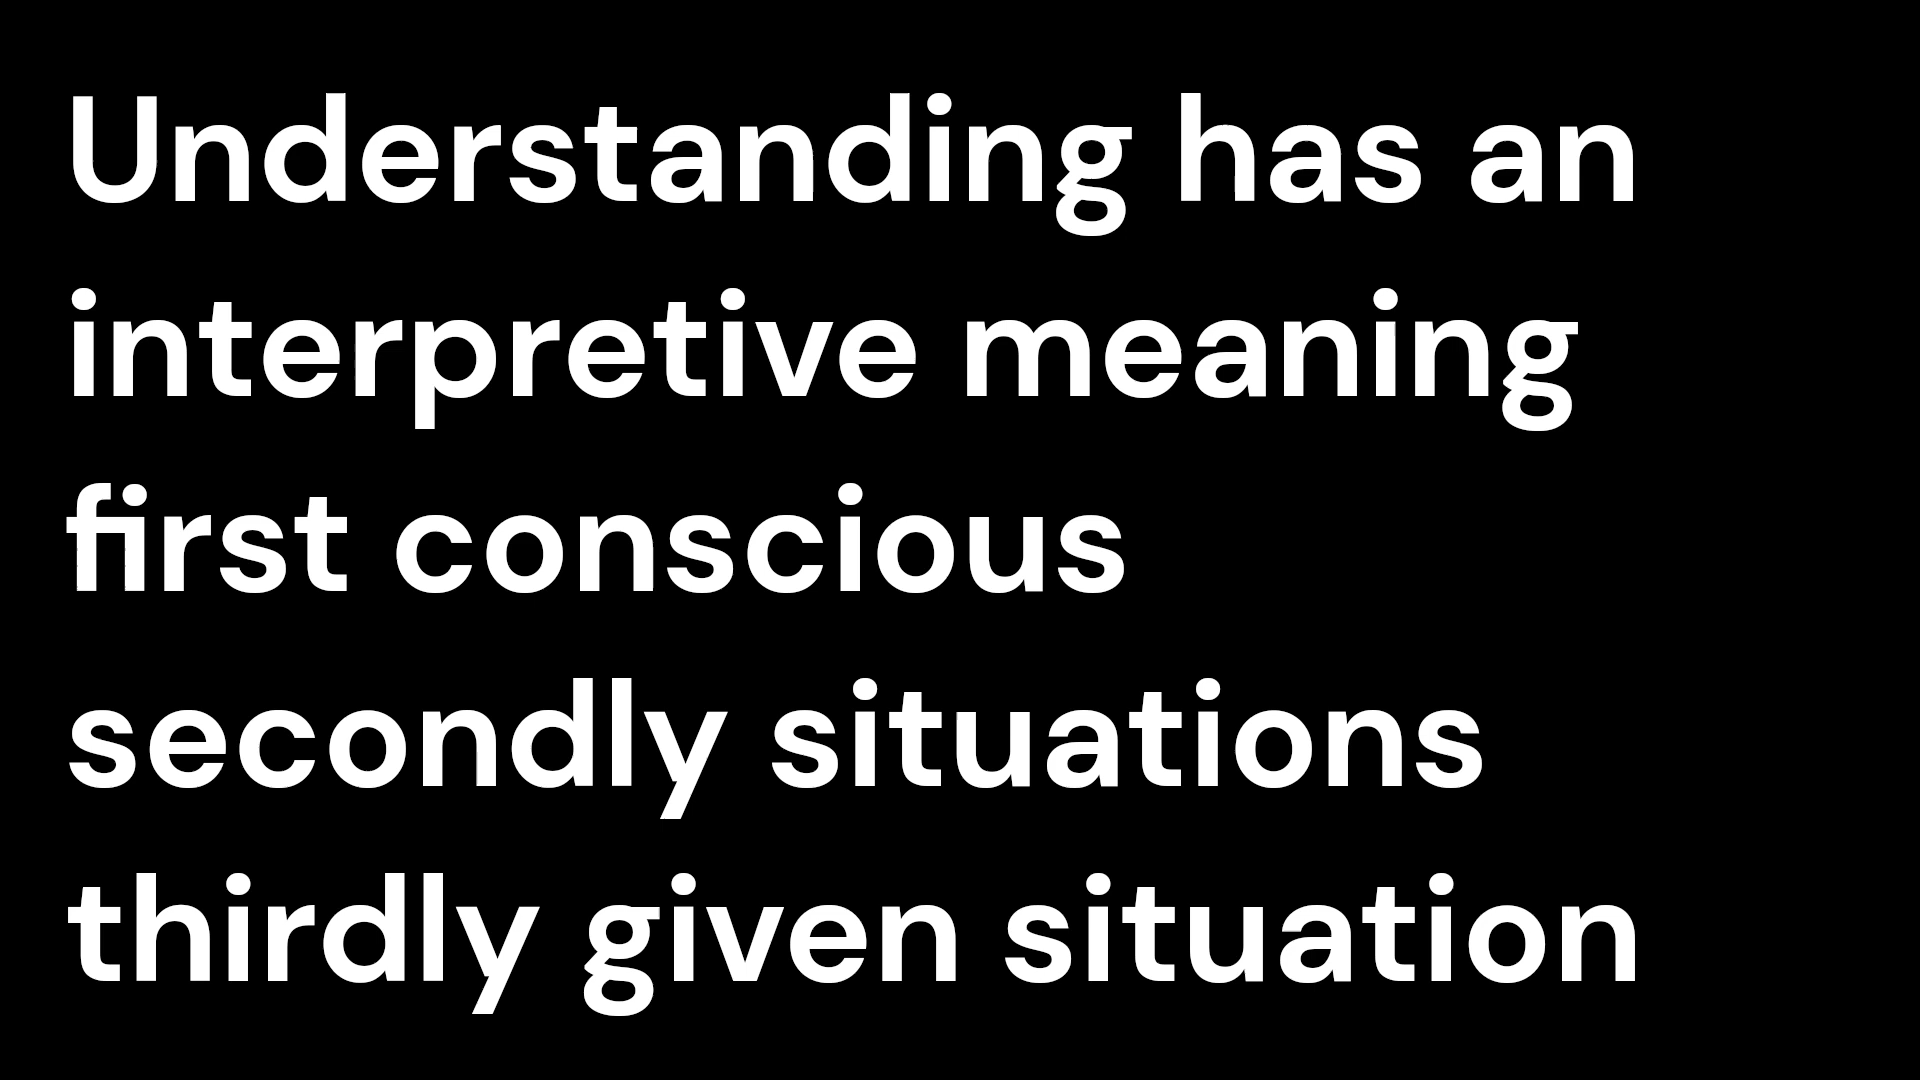 Understanding has an
interpretive meaning
first conscious
secondly situations
thirdly given situation